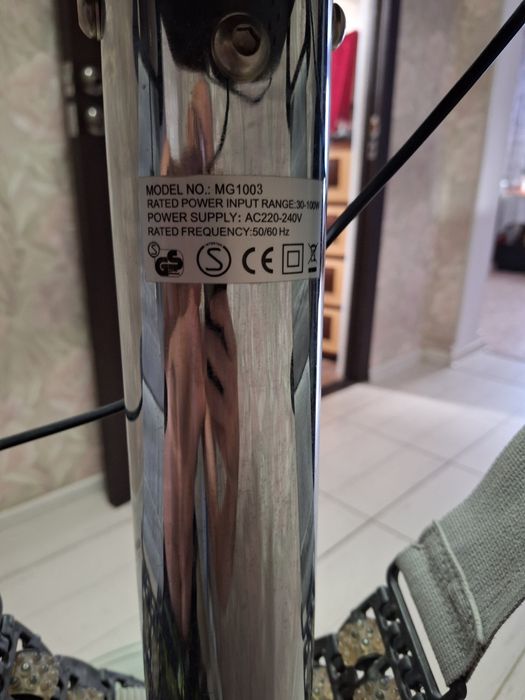 MODEL NO.: MG1003
RATED POWER INPUT RANGE:30-100W
POWER SUPPLY: AC220-240V
RATED FREQUENCY:50/60 Hz
S GS S CE